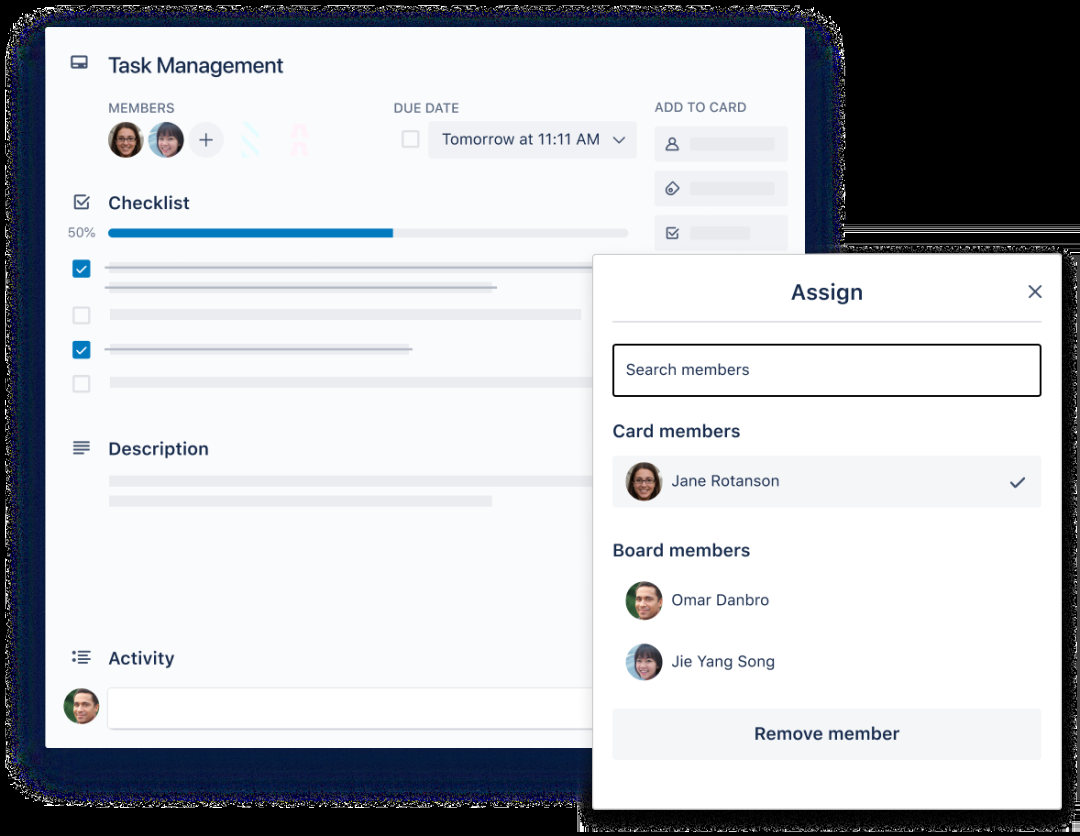 Task Management
MEMBERS
DUE DATE
ADD TO CARD
+
Tomorrow at 11:11 AM
Checklist
50%
Description
Activity
Assign
Search members
Card members
Jane Rotanson
Board members
Omar Danbro
Jie Yang Song
Remove member